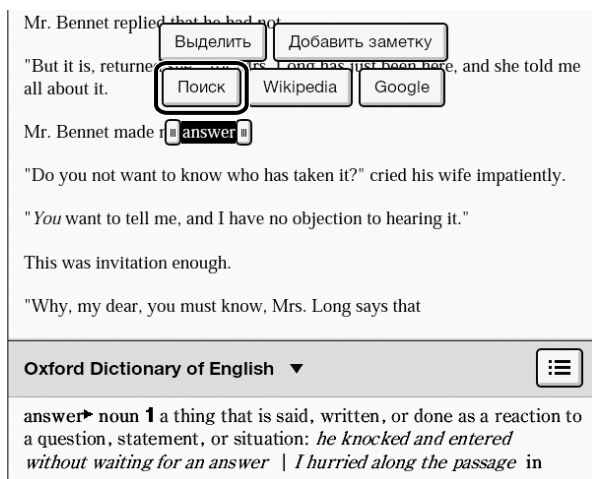 Mr. Bennet replied that he had not.
Выделить Добавить заметку
"But it is, returned she "for Mrs. Long has just been here, and she told me
all about it.
Поиск Wikipedia Google
Mr. Bennet made answer
"Do you not want to know who has taken it?" cried his wife impatiently.
"You want to tell me, and I have no objection to hearing it."
This was invitation enough.
"Why, my dear, you must know, Mrs. Long says that
Oxford Dictionary of English ▼
answer▸ noun 1 a thing that is said, written, or done as a reaction to
a question, statement, or situation: he knocked and entered
without waiting for an answer | I hurried along the passage in